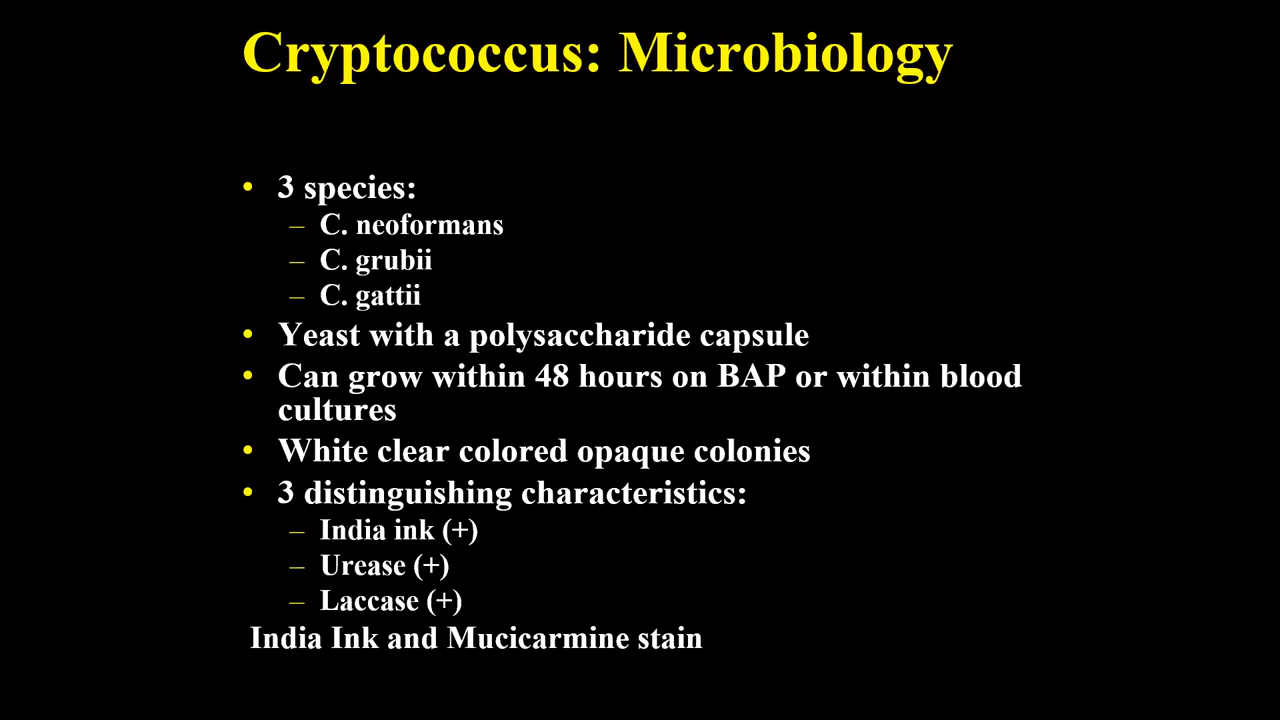 Cryptococcus: Microbiology
• 3 species:
– C. neoformans
– C. grubii
– C. gattii
• Yeast with a polysaccharide capsule
• Can grow within 48 hours on BAP or within blood
cultures
• White clear colored opaque colonies
• 3 distinguishing characteristics:
– India ink (+)
– Urease (+)
– Laccase (+)
India Ink and Mucicarmine stain